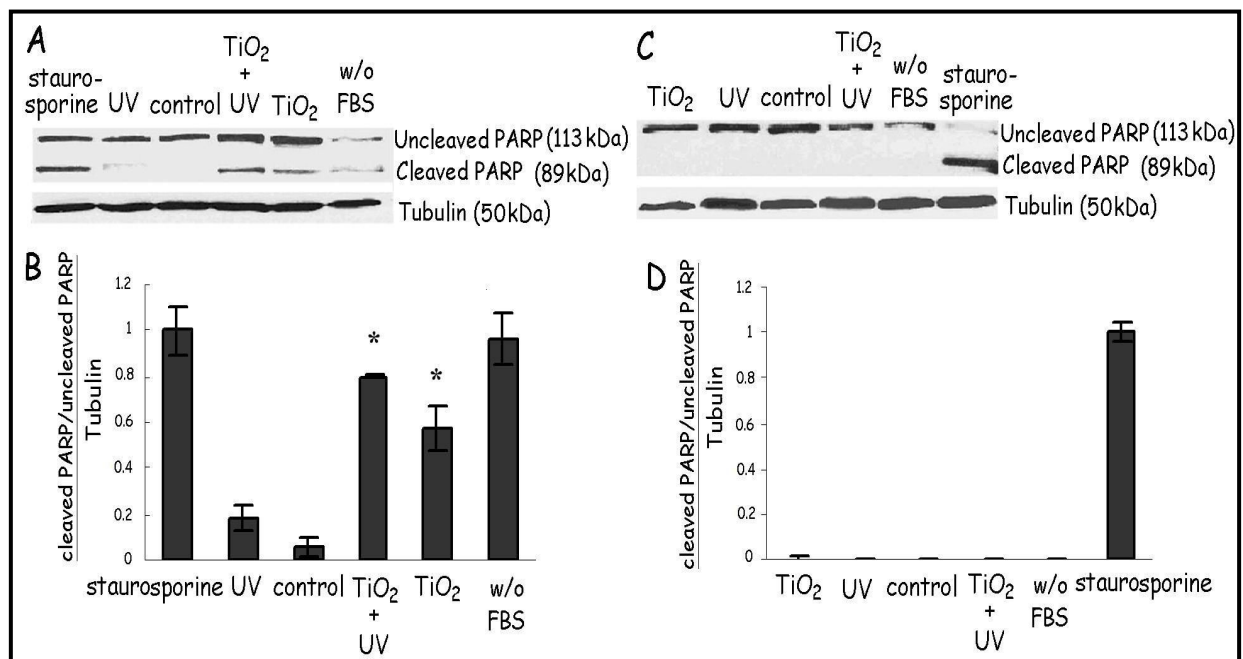 A
stauro-
sporine
UV
control
TiO₂
+
UV
TiO₂
w/o
FBS
Uncleaved PARP (113 kDa)
Cleaved PARP (89kDa)
Tubulin (50kDa)
B
cleaved PARP/uncleaved PARP
Tubulin
1.2
1
0.8
0.6
0.4
0.2
0
*
*
staurosporine
UV
control
TiO₂
+
UV
TiO₂
w/o
FBS
C
TiO₂
UV
control
TiO₂
+
UV
w/o
FBS
stauro-
sporine
Uncleaved PARP (113 kDa)
Cleaved PARP (89kDa)
Tubulin (50kDa)
D
cleaved PARP/uncleaved PARP
Tubulin
1.2
1
0.8
0.6
0.4
0.2
0
TiO₂
UV
control
TiO₂
+
UV
w/o
FBS
staurosporine